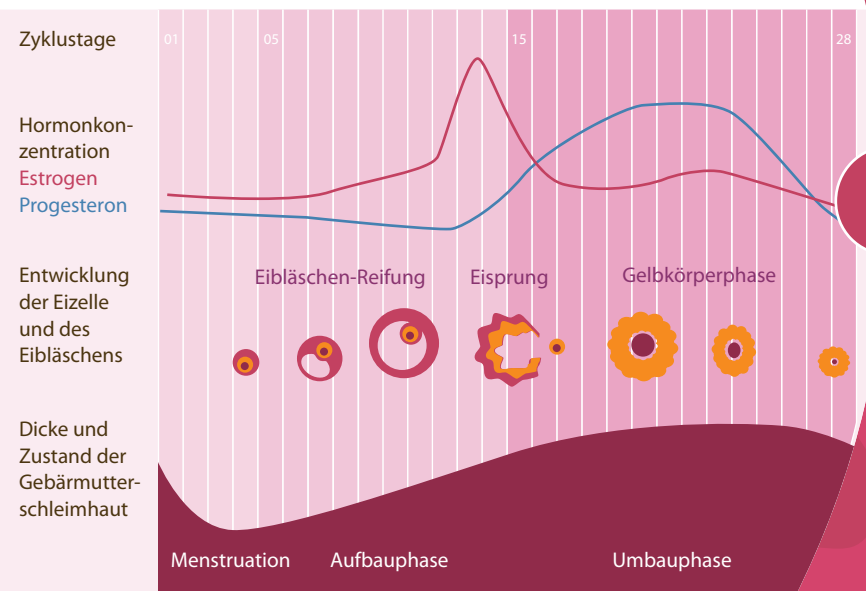 Zyklustage
01
05
15
28
Hormonkon-
zentration
Estrogen
Progesteron
Entwicklung
der Eizelle
und des
Eibläschens
Eibläschen-Reifung
Eisprung
Gelbkörperphase
Dicke und
Zustand der
Gebärmutter-
schleimhaut
Menstruation
Aufbauphase
Umbauphase